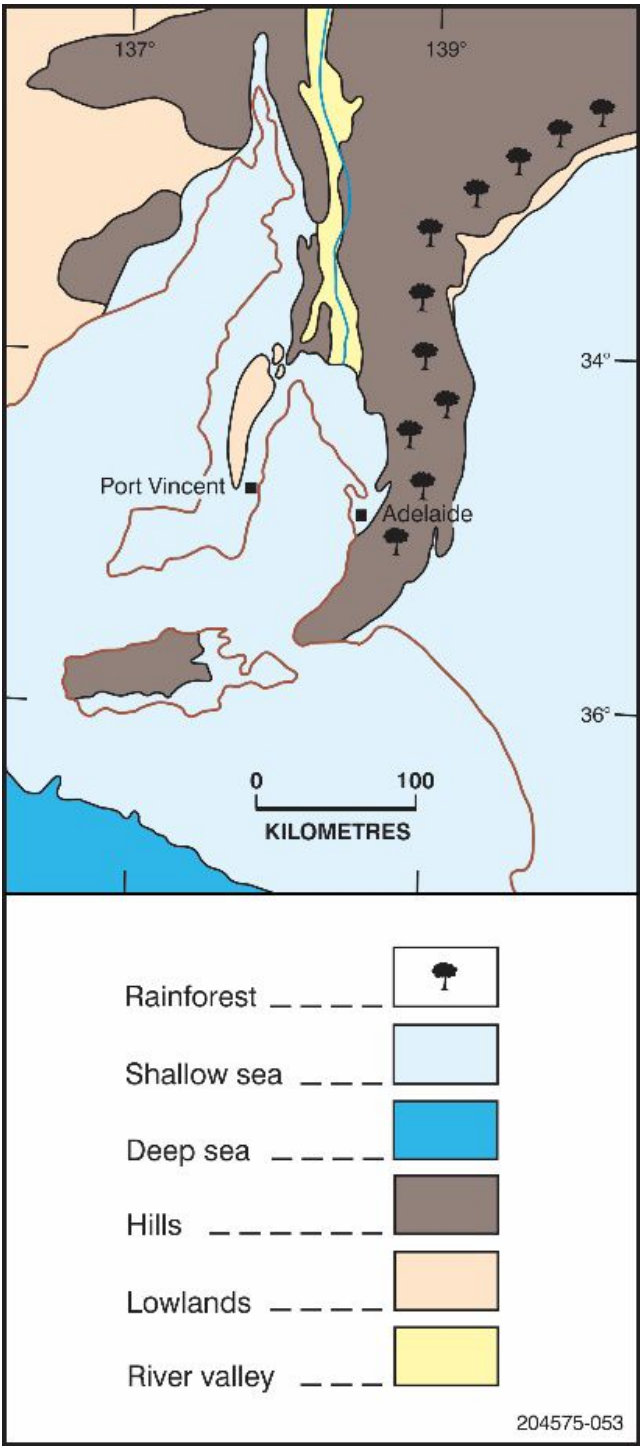 137°
139°
34°
Port Vincent
Adelaide
36°
0 100
KILOMETRES
Rainforest
Shallow sea
Deep sea
Hills
Lowlands
River valley
204575-053